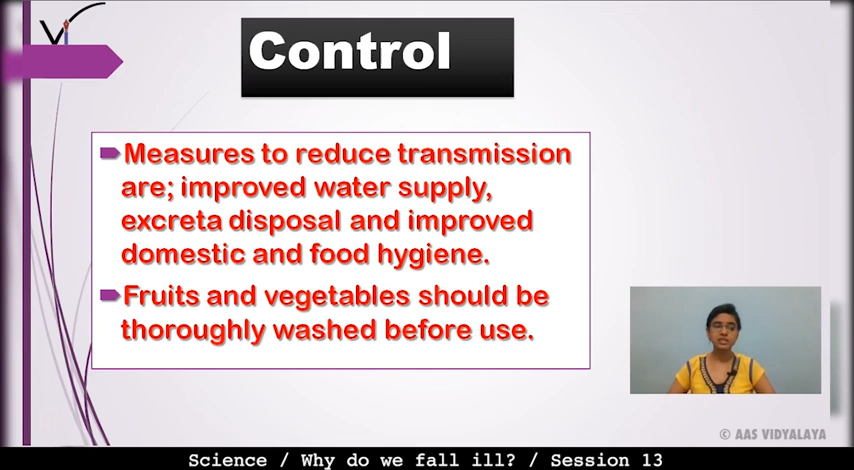 Control
Measures to reduce transmission
are; improved water supply,
excreta disposal and improved
domestic and food hygiene.
Fruits and vegetables should be
thoroughly washed before use.
© AAS VIDYALAYA
Science / Why do we fall ill? / Session 13